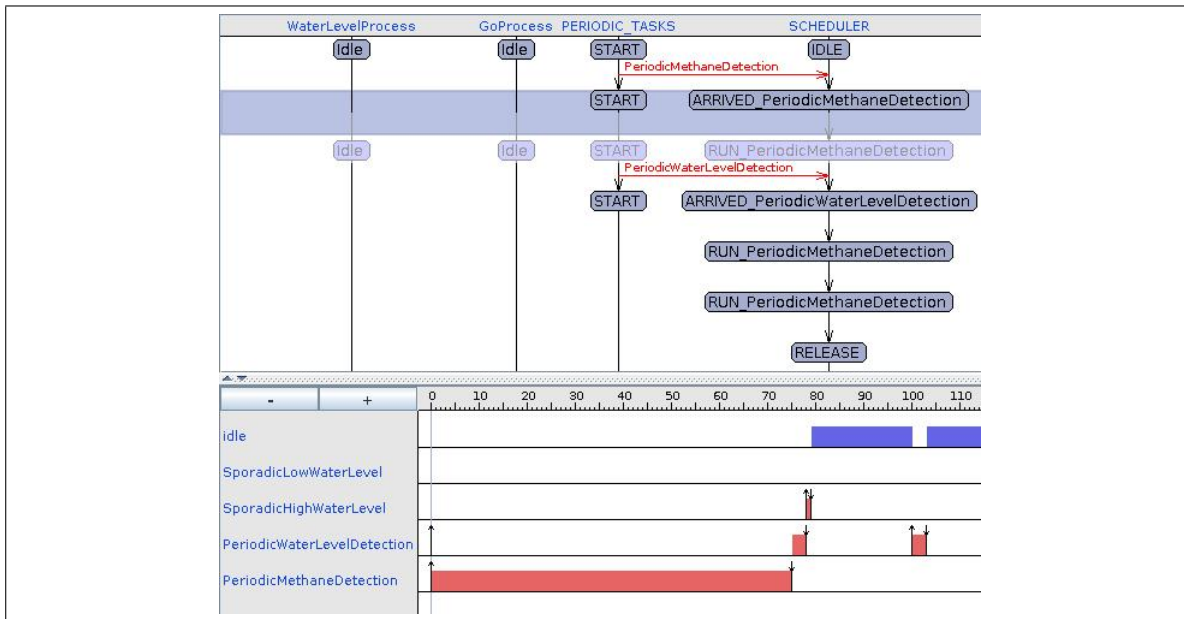 WaterLevelProcess GoProcess PERIODIC_TASKS SCHEDULER
Idle Idle START IDLE
PeriodicMethaneDetection
START ARRIVED_PeriodicMethaneDetection
Idle Idle START RUN_PeriodicMethaneDetection
PeriodicWaterLevelDetection
START ARRIVED_PeriodicWaterLevelDetection
RUN_PeriodicMethaneDetection
RUN_PeriodicMethaneDetection
RELEASE
- + 0 10 20 30 40 50 60 70 80 90 100 110
idle
SporadicLowWaterLevel
SporadicHighWaterLevel
PeriodicWaterLevelDetection
PeriodicMethaneDetection